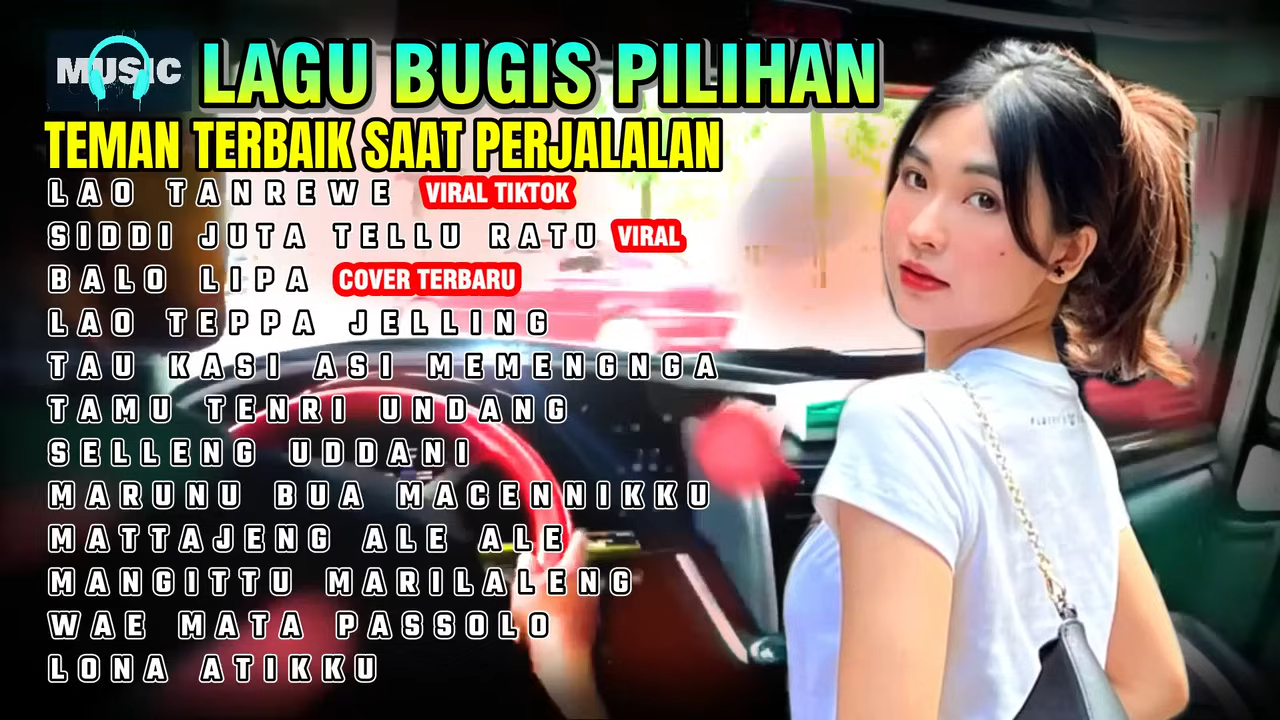 MUSIC
LAGU BUGIS PILIHAN
TEMAN TERBAIK SAAT PERJALALAN
LAO TANREWE VIRAL TIKTOK
SIDDI JUTA TELLU RATU VIRAL
BALO LIPA COVER TERBARU
LAO TEPPA JELLING
TAU KASI ASI MEMENGNGA
TAMU TENRI UNDANG
SELLENG UDDANI
MARUNU BUA MACENNIKKU
MATTAJENG ALE ALE
MANGITTU MARILALENG
WAE MATA PASSOLO
LONA ATIKKU